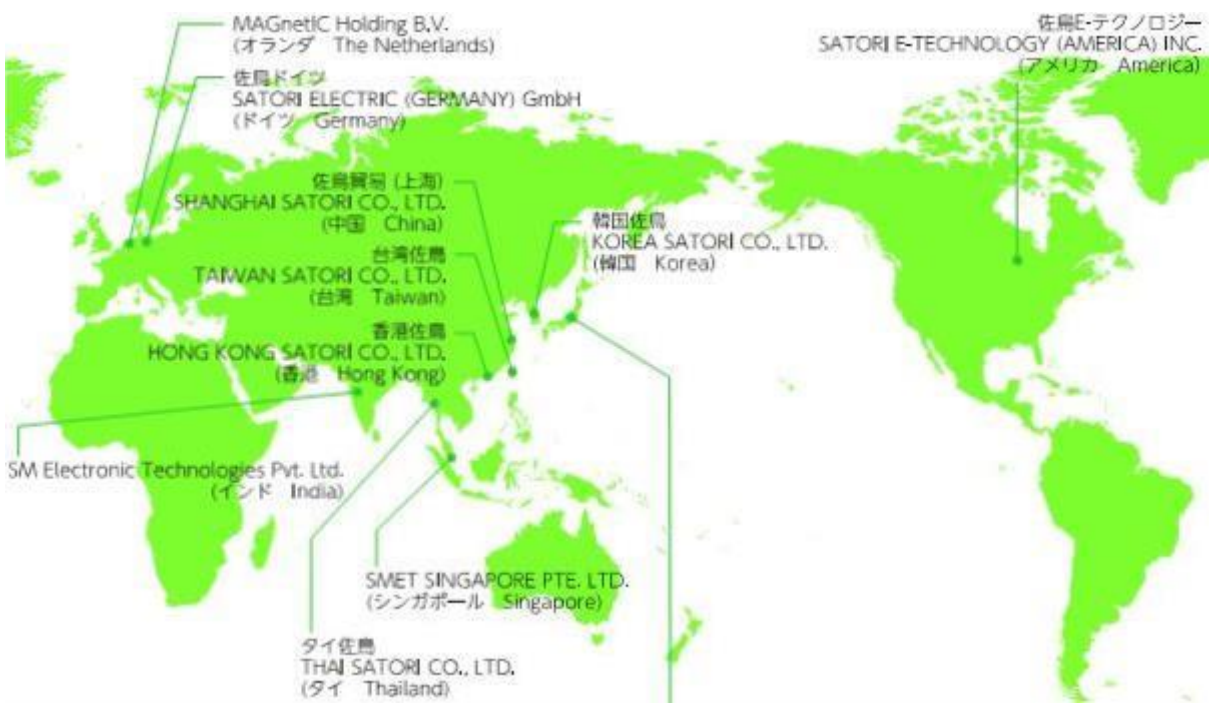 MAGnetIC Holding B.V.
(オランダ The Netherlands)
佐鳥ドイツ
SATORI ELECTRIC (GERMANY) GmbH
(ドイツ Germany)
佐鳥E-テクノロジー
SATORI E-TECHNOLOGY (AMERICA) INC.
(アメリカ America)
佐鳥貿易 (上海)
SHANGHAI SATORI CO., LTD.
(中国 China)
台湾佐鳥
TAIWAN SATORI CO., LTD.
(台湾 Taiwan)
香港佐鳥
HONG KONG SATORI CO., LTD.
(香港 Hong Kong)
韓国佐鳥
KOREA SATORI CO., LTD.
(韓国 Korea)
SM Electronic Technologies Pvt. Ltd.
(インド India)
SMET SINGAPORE PTE. LTD.
(シンガポール Singapore)
タイ佐鳥
THAI SATORI CO., LTD.
(タイ Thailand)